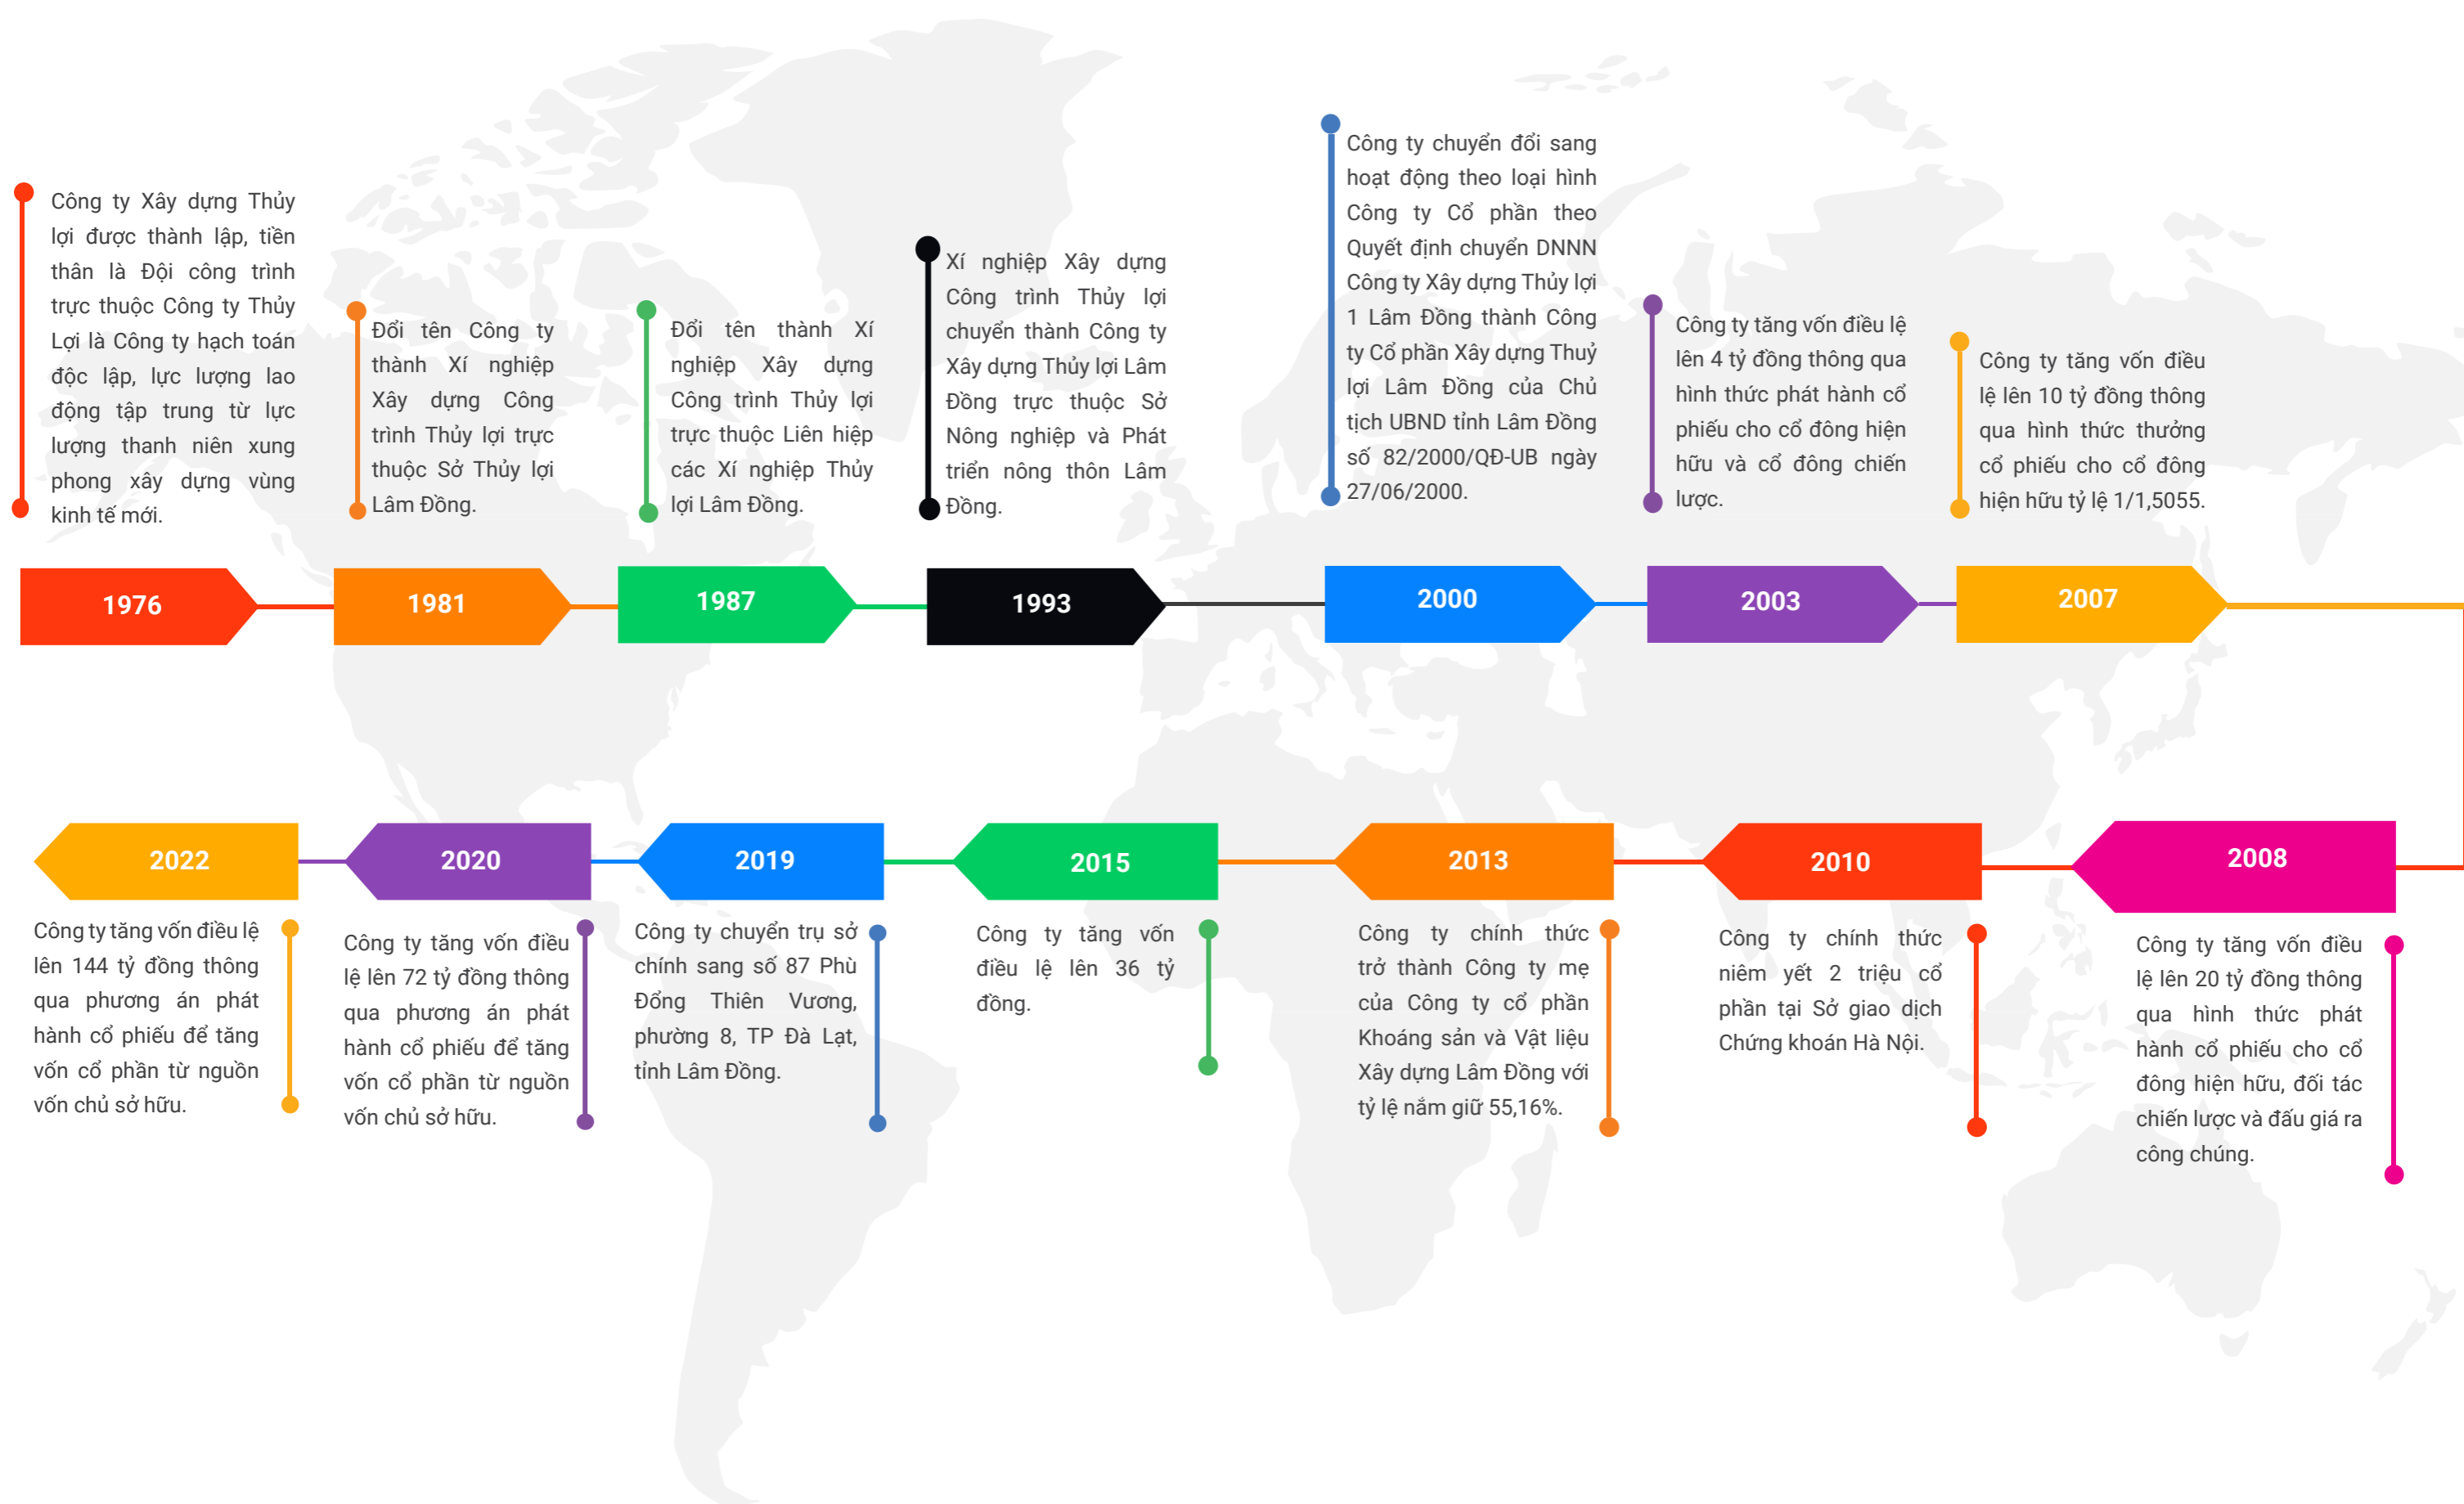 Công ty Xây dựng Thủy
lợi được thành lập, tiền
thân là Đội công trình
trực thuộc Công ty Thủy
Lợi là Công ty hạch toán
độc lập, lực lượng lao
động tập trung từ lực
lượng thanh niên xung
phong xây dựng vùng
kinh tế mới.
1976
Đổi tên Công ty
thành Xí nghiệp
Xây dựng Công
trình Thủy lợi trực
thuộc Sở Thủy lợi
Lâm Đồng.
1981
Đổi tên thành Xí
nghiệp Xây dựng
Công trình Thủy lợi
trực thuộc Liên hiệp
các Xí nghiệp Thủy
lợi Lâm Đồng.
1987
Xí nghiệp Xây dựng
Công trình Thủy lợi
chuyển thành Công ty
Xây dựng Thủy lợi Lâm
Đồng trực thuộc Sở
Nông nghiệp và Phát
triển nông thôn Lâm
Đồng.
1993
Công ty chuyển đổi sang
hoạt động theo loại hình
Công ty Cổ phần theo
Quyết định chuyển DNNN
Công ty Xây dựng Thủy lợi
1 Lâm Đồng thành Công
ty Cổ phần Xây dựng Thuỷ
lợi Lâm Đồng của Chủ
tịch UBND tỉnh Lâm Đồng
số 82/2000/QĐ-UB ngày
27/06/2000.
2000
Công ty tăng vốn điều lệ
lên 4 tỷ đồng thông qua
hình thức phát hành cổ
phiếu cho cổ đông hiện
hữu và cổ đông chiến
lược.
2003
Công ty tăng vốn điều
lệ lên 10 tỷ đồng thông
qua hình thức thưởng
cổ phiếu cho cổ đông
hiện hữu tỷ lệ 1/1,5055.
2007
2008
Công ty tăng vốn điều
lệ lên 20 tỷ đồng thông
qua hình thức phát
hành cổ phiếu cho cổ
đông hiện hữu, đối tác
chiến lược và đấu giá ra
công chúng.
2010
Công ty chính thức
niêm yết 2 triệu cổ
phần tại Sở giao dịch
Chứng khoán Hà Nội.
2013
Công ty chính thức
trở thành Công ty mẹ
của Công ty cổ phần
Khoáng sản và Vật liệu
Xây dựng Lâm Đồng với
tỷ lệ nắm giữ 55,16%.
2015
Công ty tăng vốn
điều lệ lên 36 tỷ
đồng.
2019
Công ty chuyển trụ sở
chính sang số 87 Phù
Đổng Thiên Vương,
phường 8, TP Đà Lạt,
tỉnh Lâm Đồng.
2020
Công ty tăng vốn điều
lệ lên 72 tỷ đồng thông
qua phương án phát
hành cổ phiếu để tăng
vốn cổ phần từ nguồn
vốn chủ sở hữu.
2022
Công ty tăng vốn điều lệ
lên 144 tỷ đồng thông
qua phương án phát
hành cổ phiếu để tăng
vốn cổ phần từ nguồn
vốn chủ sở hữu.